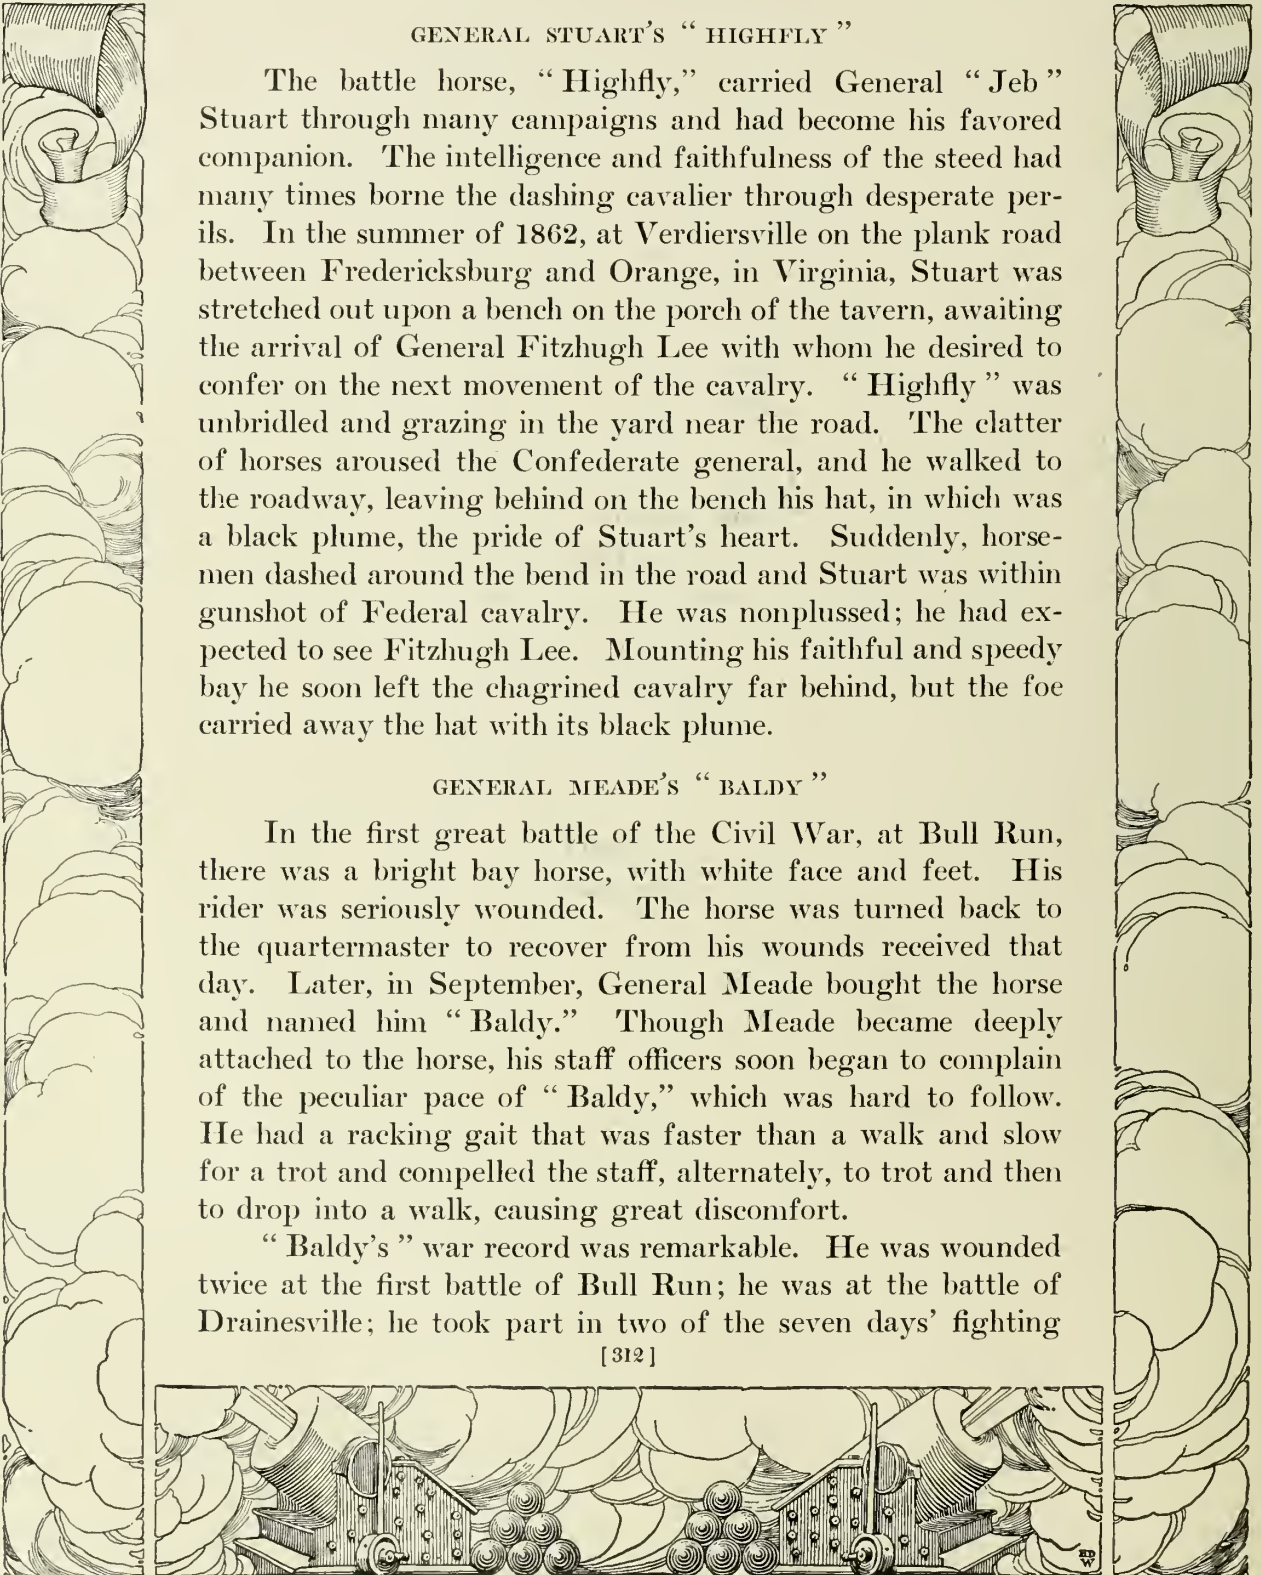 GENERAL STUART'S “ HIGHFLY ”
The battle horse, “ Highfly,” carried General “ Jeb ”
Stuart through many campaigns and had become his favored
companion. The intelligence and faithfulness of the steed had
many times borne the dashing cavalier through desperate per-
ils. In the summer of 1862, at Verdiersville on the plank road
between Fredericksburg and Orange, in Virginia, Stuart was
stretched out upon a bench on the porch of the tavern, awaiting
the arrival of General Fitzhugh Lee with whom he desired to
confer on the next movement of the cavalry. “ Highfly ” was
unbridled and grazing in the yard near the road. The clatter
of horses aroused the Confederate general, and he walked to
the roadway, leaving behind on the bench his hat, in which was
a black plume, the pride of Stuart's heart. Suddenly, horse-
men dashed around the bend in the road and Stuart was within
gunshot of Federal cavalry. He was nonplussed; he had ex-
pected to see Fitzhugh Lee. Mounting his faithful and speedy
bay he soon left the chagrined cavalry far behind, but the foe
carried away the hat with its black plume.
GENERAL MEADE'S “ BALDY ”
In the first great battle of the Civil War, at Bull Run,
there was a bright bay horse, with white face and feet. His
rider was seriously wounded. The horse was turned back to
the quartermaster to recover from his wounds received that
day. Later, in September, General Meade bought the horse
and named him “ Baldy.” Though Meade became deeply
attached to the horse, his staff officers soon began to complain
of the peculiar pace of “ Baldy,” which was hard to follow.
He had a racking gait that was faster than a walk and slow
for a trot and compelled the staff, alternately, to trot and then
to drop into a walk, causing great discomfort.
“ Baldy's ” war record was remarkable. He was wounded
twice at the first battle of Bull Run; he was at the battle of
Drainesville; he took part in two of the seven days' fighting
[312]